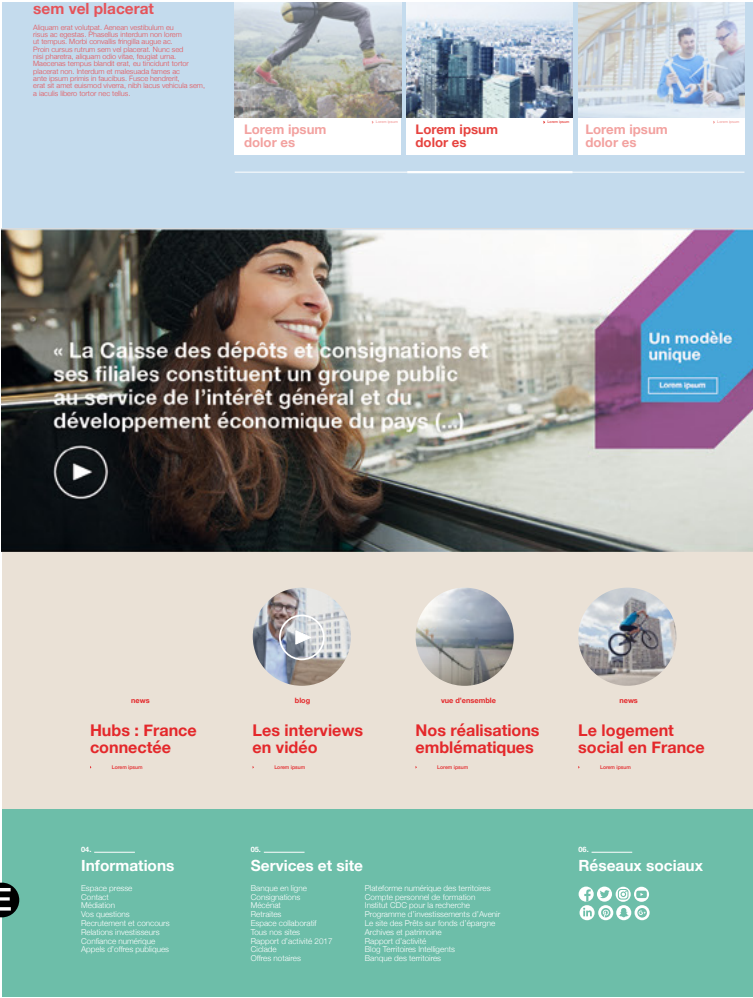 sem vel placerat
Aliquam erat volutpat. Aenean vestibulum eu
risus ac egestas. Phasellus interdum non lorem
ut tempus. Morbi convallis fringilla augue ac.
Proin cursus rutrum sem vel placerat. Nunc sed
nisi pharetra, aliquam odio vitae, feugiat urna.
Maecenas tempus blandit erat, eu tincidunt tortor
placerat non. Interdum et malesuada fames ac
ante ipsum primis in faucibus. Fusce hendrerit,
erat sit amet euismod viverra, nibh lacus vehicula sem,
a iaculis libero tortor nec tellus.
Lorem ipsum
Lorem ipsum
dolor es
Lorem ipsum
Lorem ipsum
dolor es
Lorem ipsum
Lorem ipsum
dolor es
« La Caisse des dépôts et consignations et
ses filiales constituent un groupe public
au service de l'intérêt général et du
développement économique du pays (...)
Un modèle
unique
Lorem ipsum
news
Hubs : France
connectée
Lorem ipsum
blog
Les interviews
en vidéo
Lorem ipsum
vue d'ensemble
Nos réalisations
emblématiques
Lorem ipsum
news
Le logement
social en France
Lorem ipsum
04.
Informations
Espace presse
Contact
Médiation
Vos questions
Recrutement et concours
Relations investisseurs
Confiance numérique
Appels d'offres publiques
05.
Services et site
Banque en ligne
Consignations
Mécénat
Retraites
Espace collaboratif
Tous nos sites
Rapport d'activité 2017
Ciclade
Offres notaires
Plateforme numérique des territoires
Compte personnel de formation
Institut CDC pour la recherche
Programme d'investissements d'Avenir
Le site des Prêts sur fonds d'épargne
Archives et patrimoine
Rapport d'activité
Blog Territoires Intelligents
Banque des territoires
06.
Réseaux sociaux